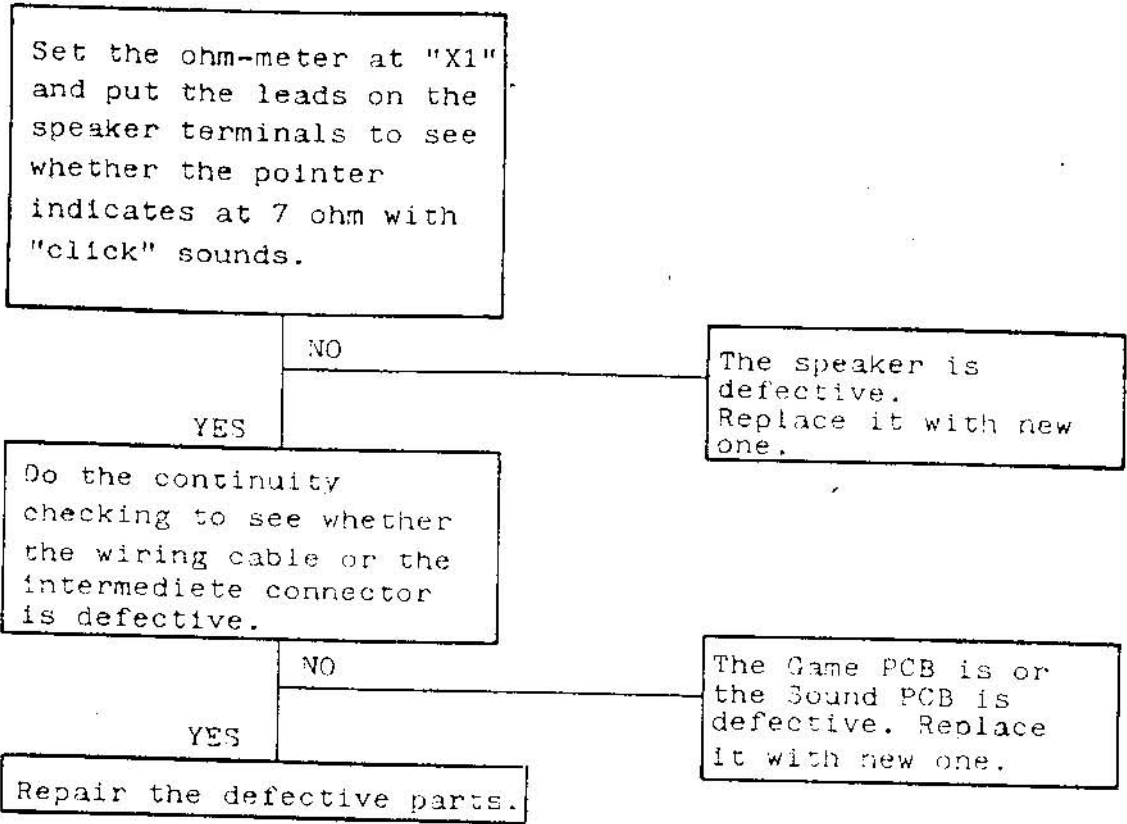 Set the ohm-meter at "X1"
and put the leads on the
speaker terminals to see
whether the pointer
indicates at 7 ohm with
"click" sounds.
NO
The speaker is
defective.
Replace it with new
one.
YES
Do the continuity
checking to see whether
the wiring cable or the
intermediete connector
is defective.
NO
The Game PCB is or
the Sound PCB is
defective. Replace
it with new one.
YES
Repair the defective parts.